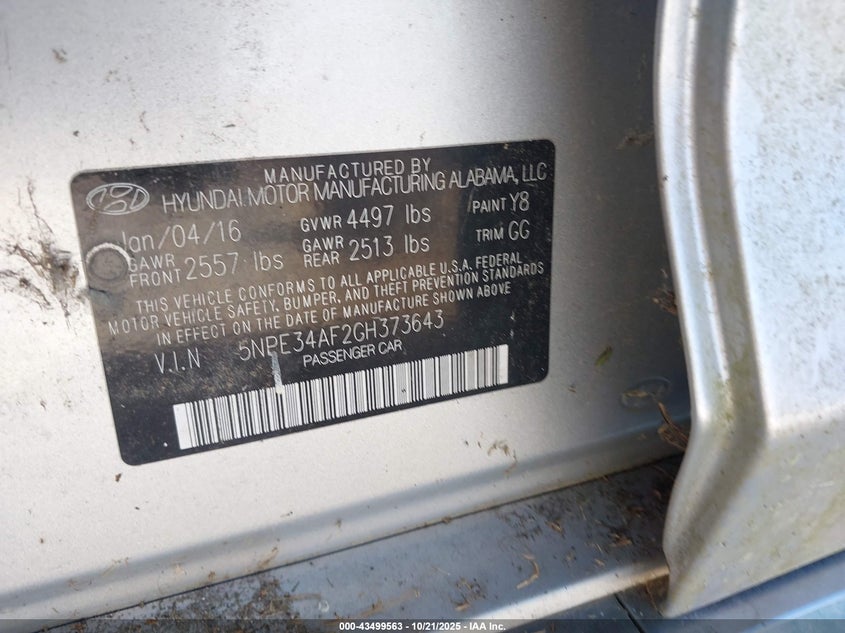 MANUFACTURED BY
HYUNDAI MOTOR MANUFACTURING ALABAMA, LLC
Jan/04/16 GVWR 4497 lbs PAINT Y8
GAWR FRONT 2557 lbs GAWR REAR 2513 lbs TRIM GG
THIS VEHICLE CONFORMS TO ALL APPLICABLE U.S.A. FEDERAL
MOTOR VEHICLE SAFETY, BUMPER, AND THEFT PREVENTION STANDARDS
IN EFFECT ON THE DATE OF MANUFACTURE SHOWN ABOVE
V.I.N 5NPE34AF2GH373643
PASSENGER CAR
000-43499563 - 10/21/2025 - © IAA Inc.